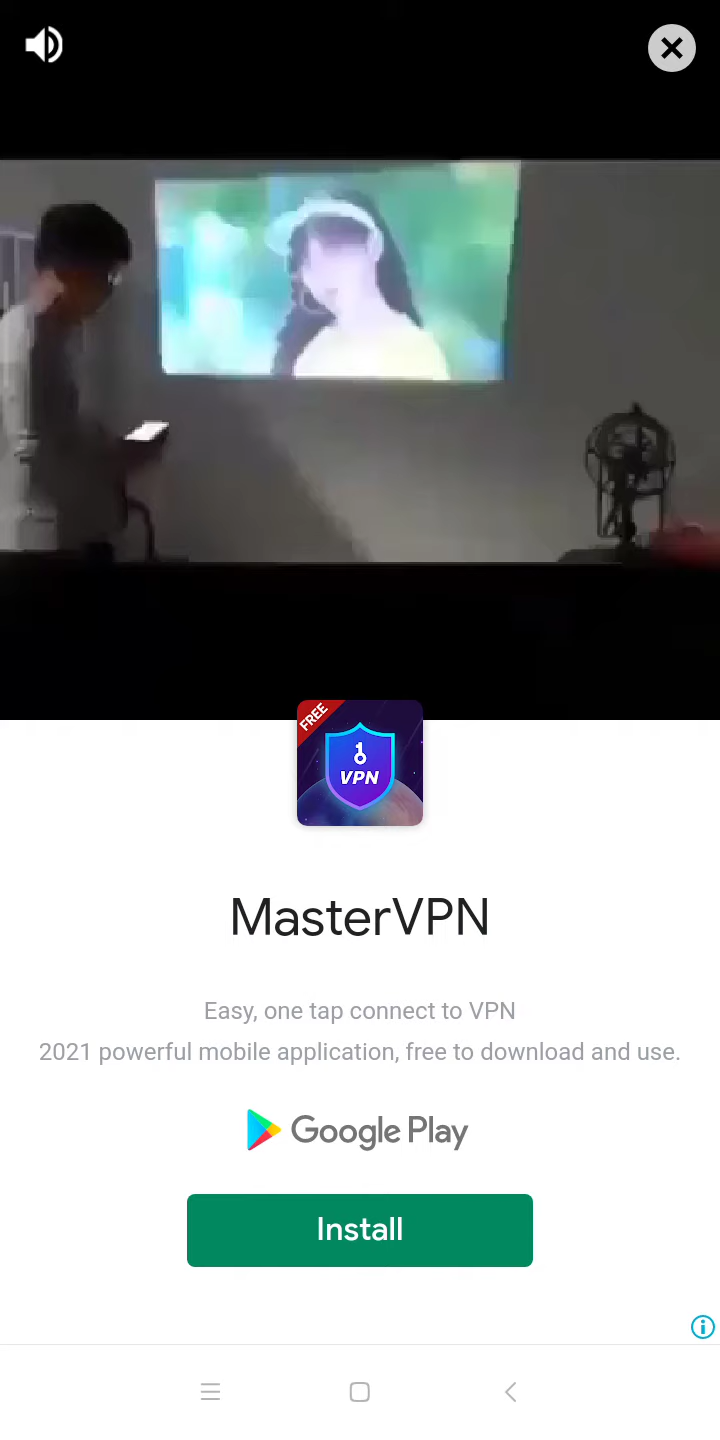 FREE
VPN
MasterVPN
Easy, one tap connect to VPN
2021 powerful mobile application, free to download and use.
Google Play
Install